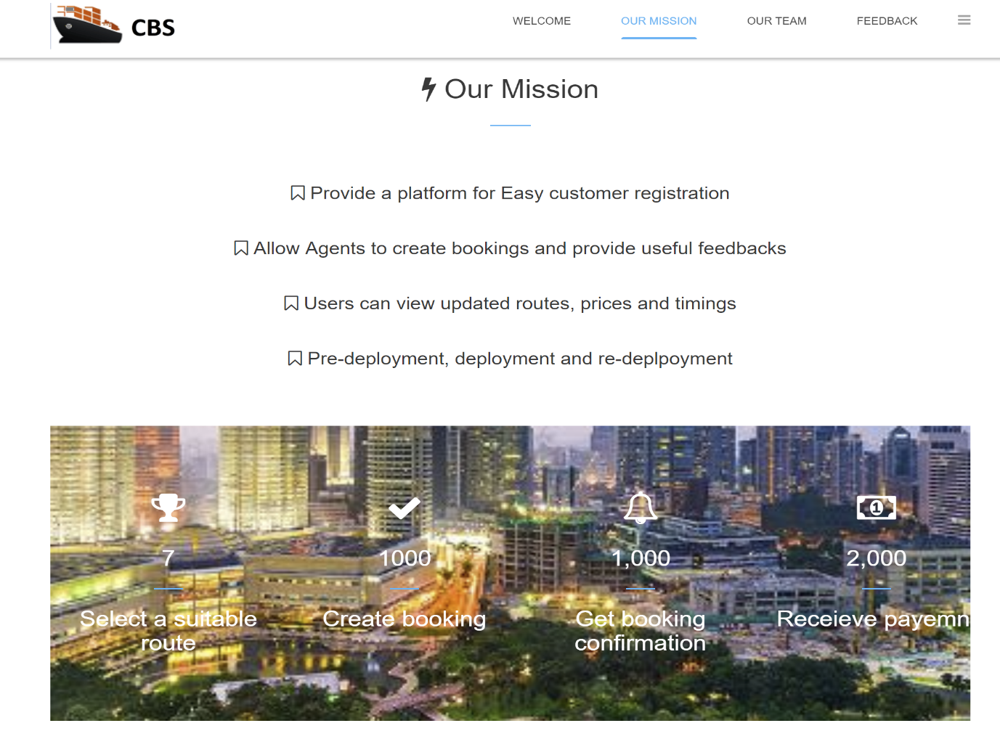 CBS
WELCOME
OUR MISSION
OUR TEAM
FEEDBACK
Our Mission
Provide a platform for Easy customer registration
Allow Agents to create bookings and provide useful feedbacks
Users can view updated routes, prices and timings
Pre-deployment, deployment and re-deplpoyment
7
Select a suitable
route
1000
Create booking
1,000
Get booking
confirmation
1
2,000
Receieve payemn